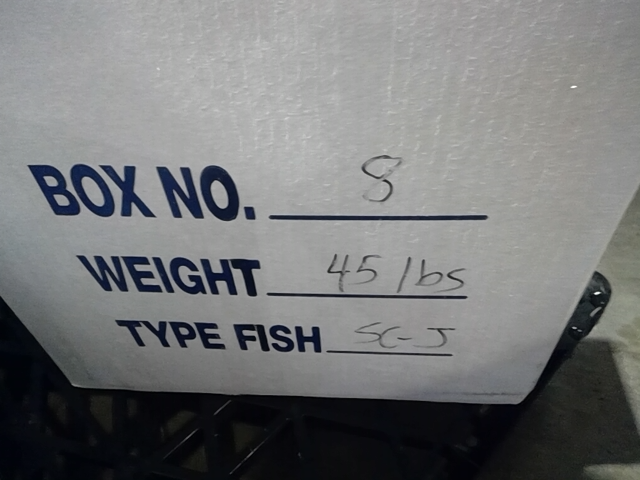 BOX NO. 8
WEIGHT 45 lbs
TYPE FISH SC-J